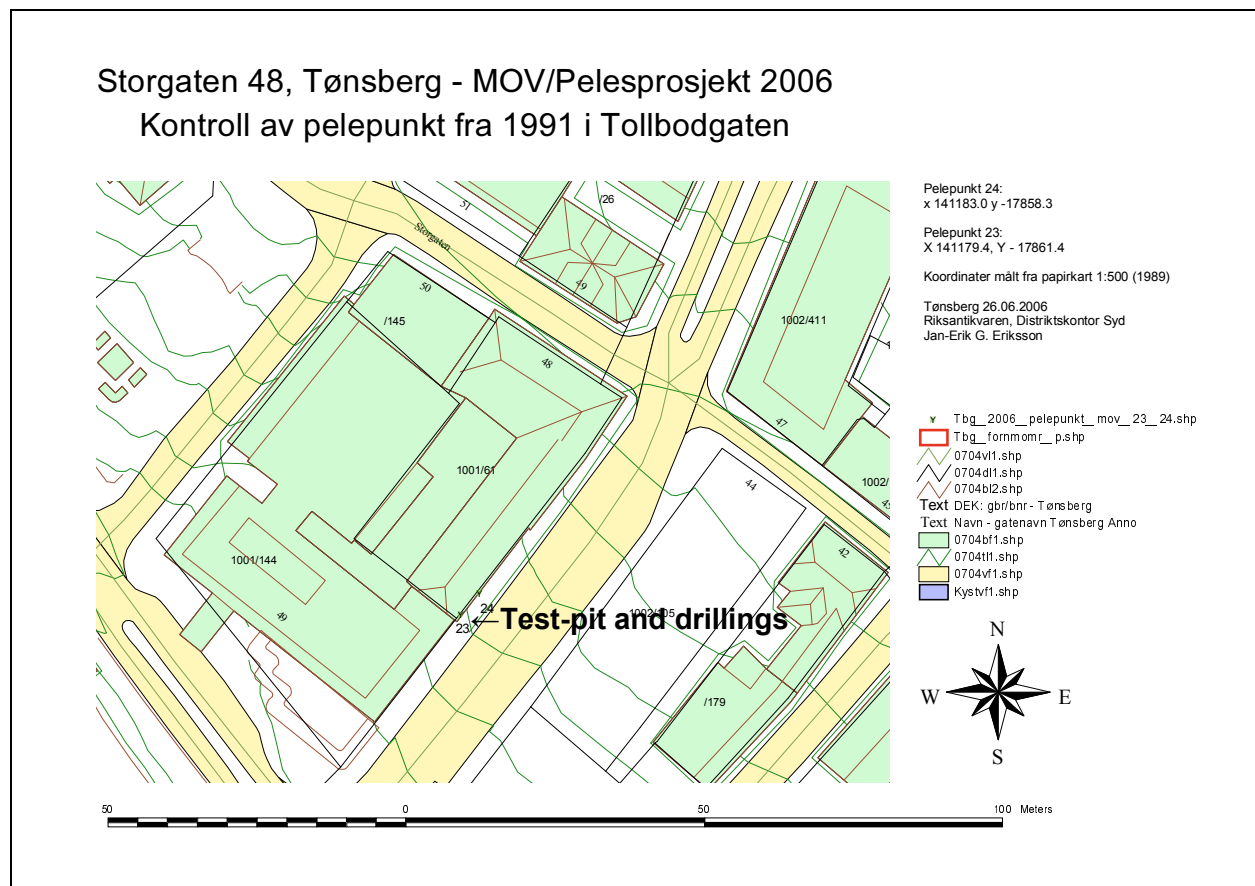 Storgaten 48, Tønsberg - MOV/Pelesprosjekt 2006
Kontroll av pelepunkt fra 1991 i Tollbodgaten
Pelepunkt 24:
x 141183.0 y -17858.3
Pelepunkt 23:
X 141179.4, Y - 17861.4
Koordinater målt fra papirkart 1:500 (1989)
Tønsberg 26.06.2006
Riksantikvaren, Distriktskontor Syd
Jan-Erik G. Eriksson
Tbg_2006_pelepunkt_mov_23_24.shp
Tbg_fornmomr_p.shp
0704vl1.shp
0704dl1.shp
0704bl2.shp
Text DEK: gbr/bnr - Tønsberg
Text Navn - gatenavn Tønsberg Anno
0704bf1.shp
0704tl1.shp
0704vf1.shp
Kystvf1.shp
N
W E
S
51
/26
Storgaten
49
50
/145
48
1002/411
47
1002/
1001/61
44
42
1001/144
49
24
23
Test-pit and drillings
/179
50 0 50 100 Meters